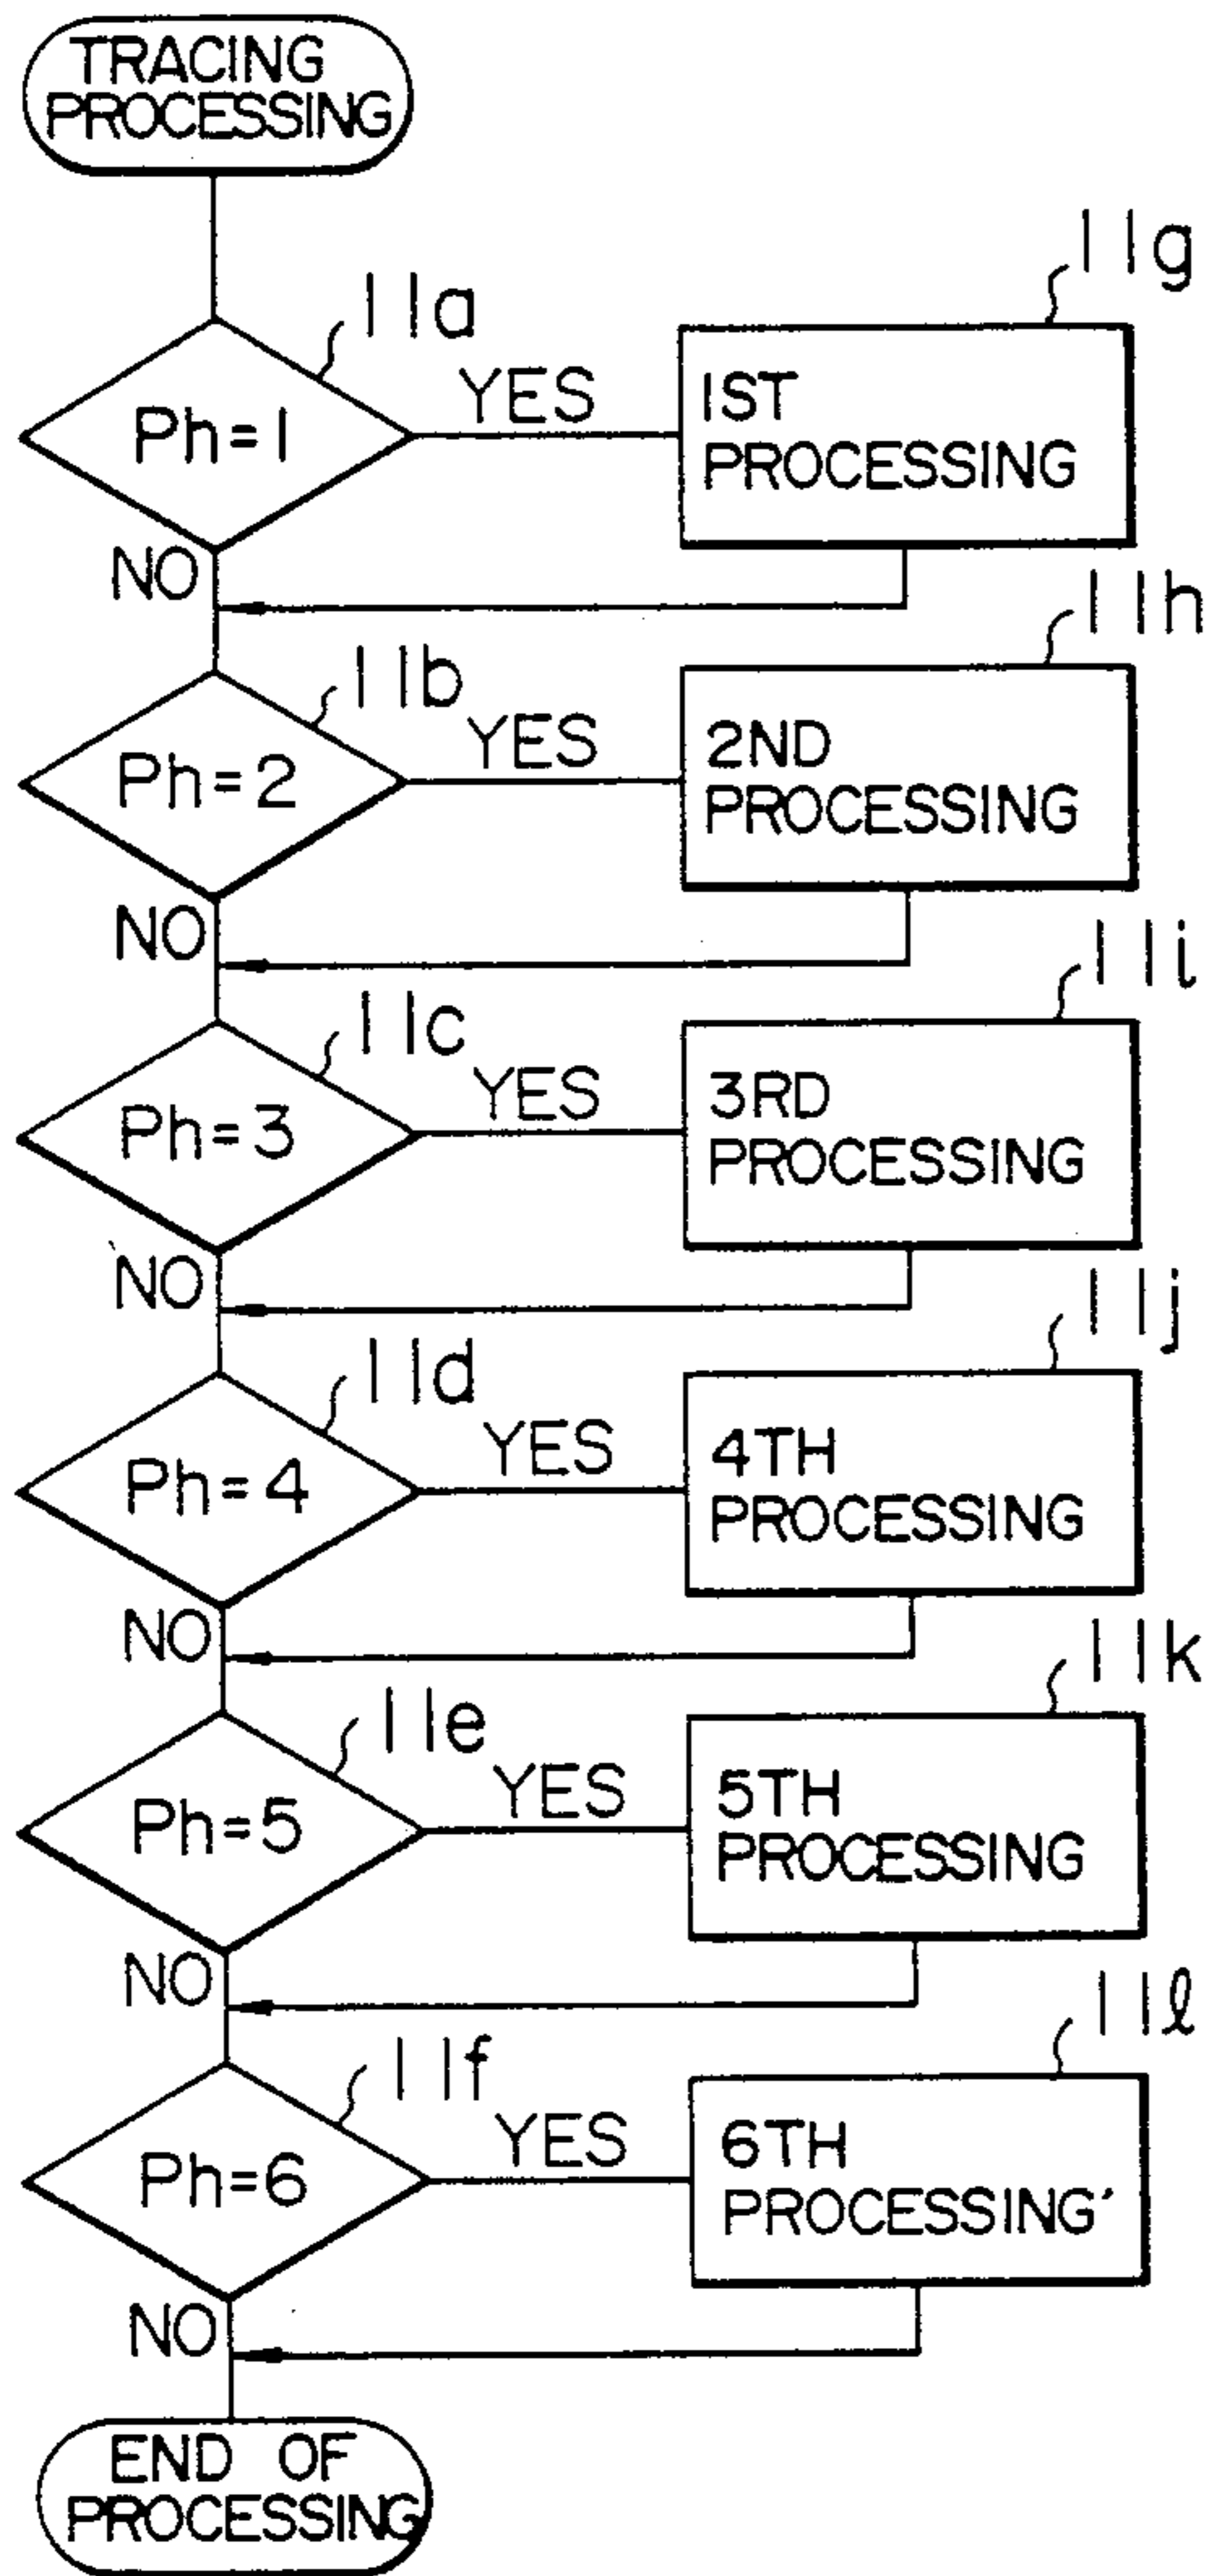 TRACING
PROCESSING
11a
11g
Ph=1
YES
1ST
PROCESSING
NO
11h
11b
Ph=2
YES
2ND
PROCESSING
NO
11i
11c
Ph=3
YES
3RD
PROCESSING
NO
11j
11d
Ph=4
YES
4TH
PROCESSING
NO
11k
11e
Ph=5
YES
5TH
PROCESSING
NO
11l
11f
Ph=6
YES
6TH
PROCESSING'
NO
END OF
PROCESSING